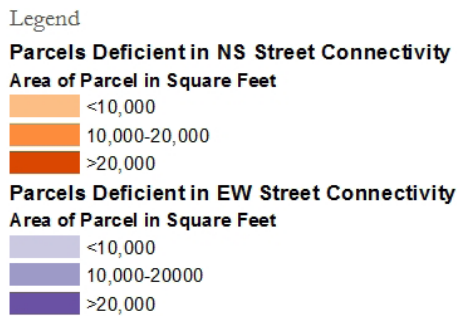 Legend
Parcels Deficient in NS Street Connectivity
Area of Parcel in Square Feet
<10,000
10,000-20,000
>20,000
Parcels Deficient in EW Street Connectivity
Area of Parcel in Square Feet
<10,000
10,000-20000
>20,000